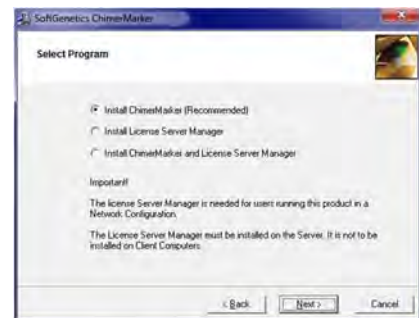 SoftGenetics ChimerMarker
Select Program
Install ChimerMarker (Recommended)
Install License Server Manager
Install ChimerMarker and License Server Manager
Important!
The license Server Manager is needed for users running this product in a
Network Configuration.
The License Server Manager must be installed on the Server. It is not to be
installed on Client Computers.
< Back
Next >
Cancel